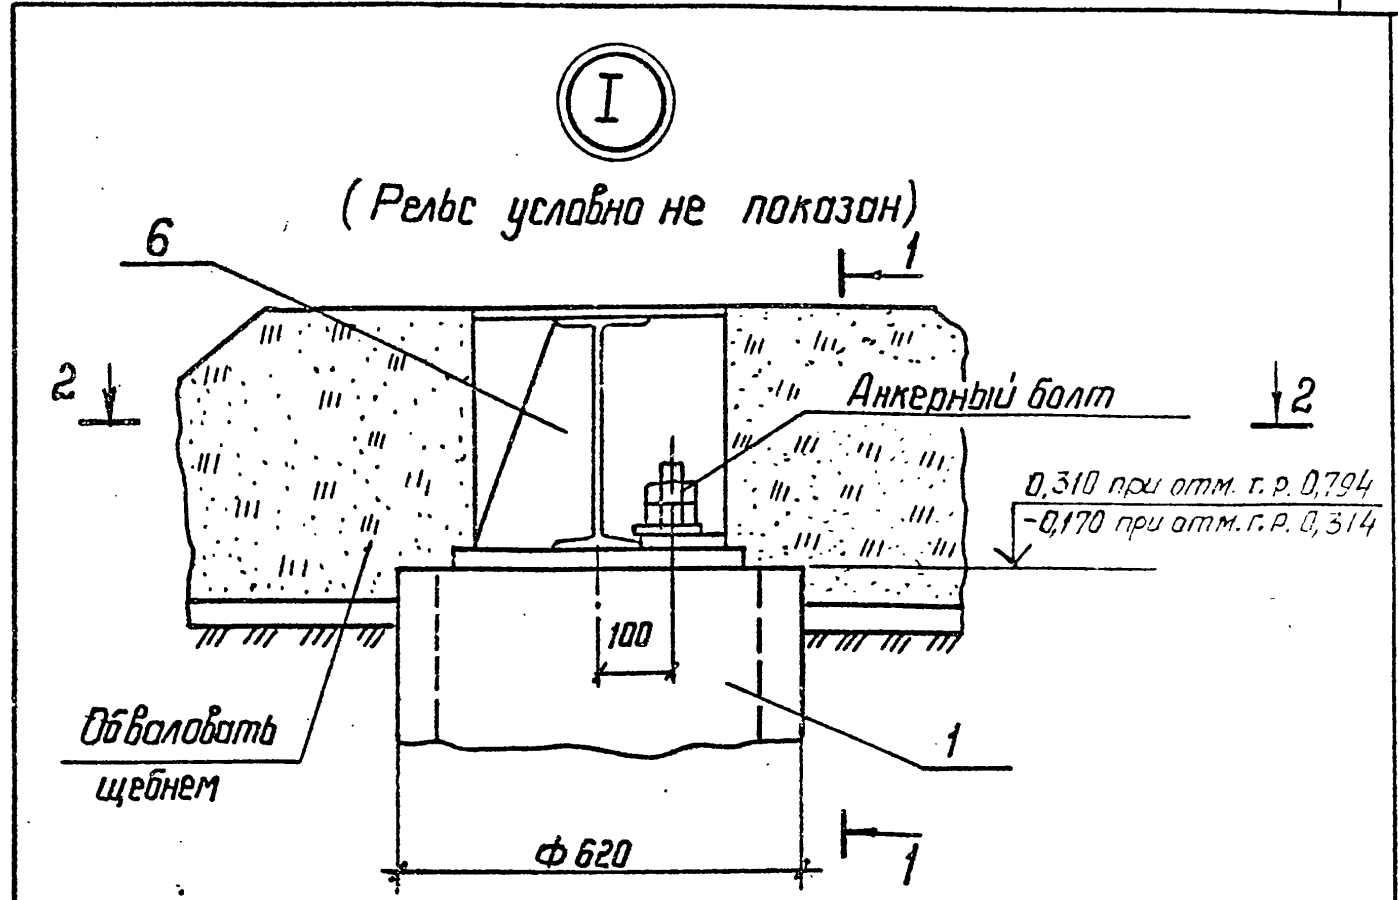 I
(Рельс условно не показан)
6
1
2
Анкерный болт
2
0,310 при отм. г.р. 0,794
-0,170 при отм. г.р. 0,314
100
Обваловать
щебнем
1
ф 620
1